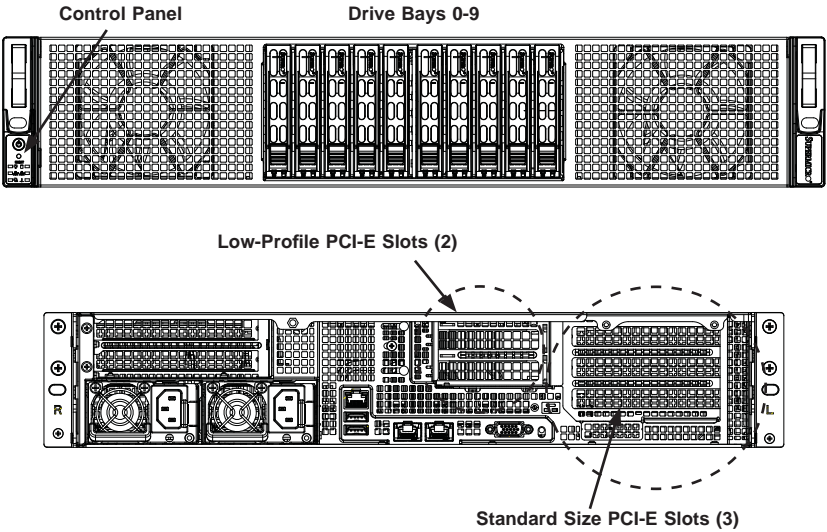 Control Panel
Drive Bays 0-9
Low-Profile PCI-E Slots (2)
R
L
Standard Size PCI-E Slots (3)